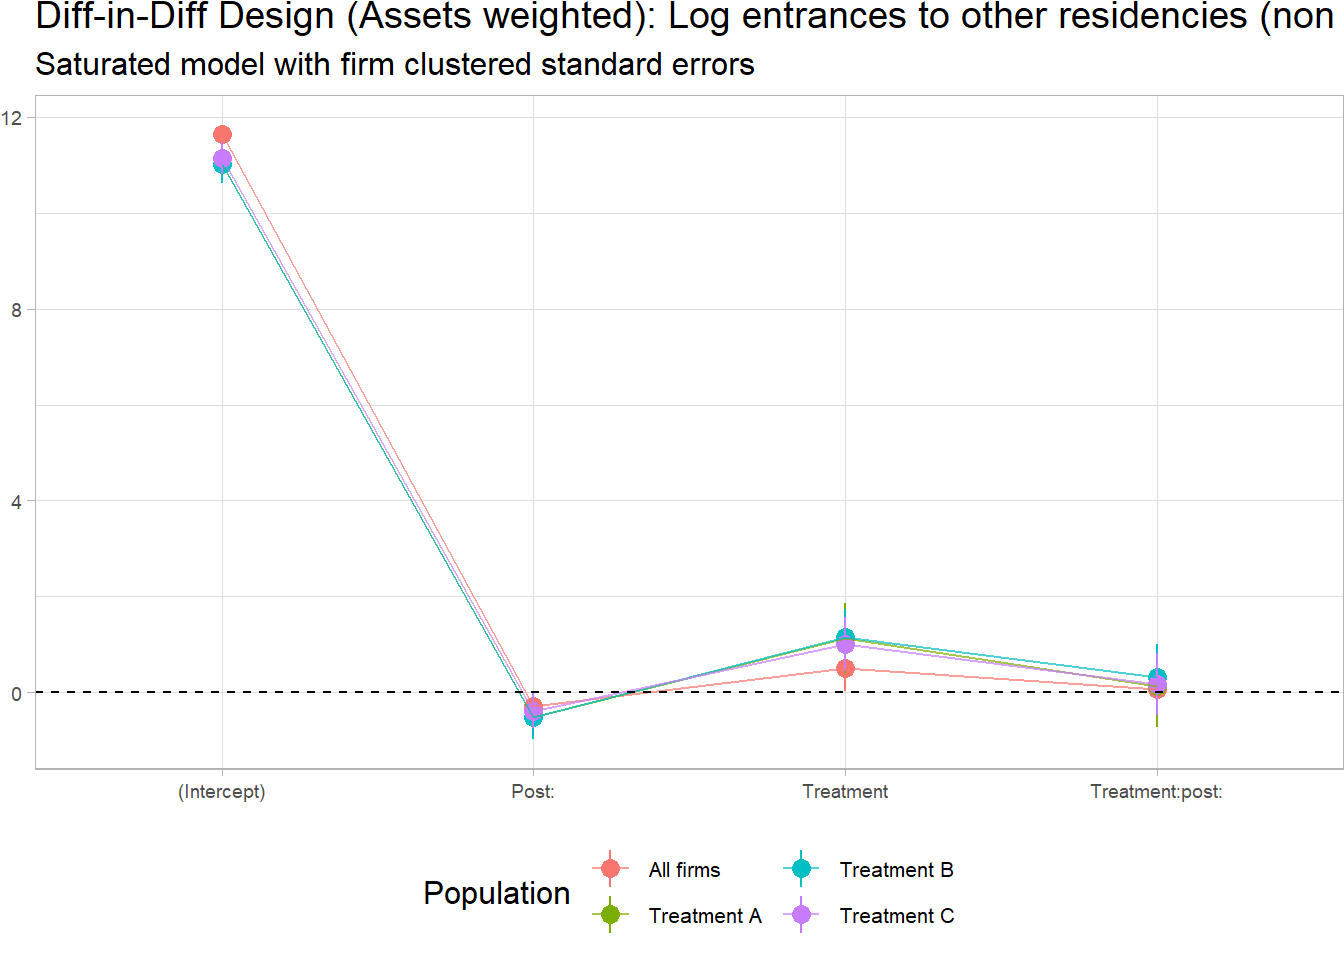 Diff-in-Diff Design (Assets weighted): Log entrances to other residencies (non
Saturated model with firm clustered standard errors
12
8
4
0
(Intercept) Post: Treatment Treatment:post:
Population
All firms Treatment B
Treatment A Treatment C